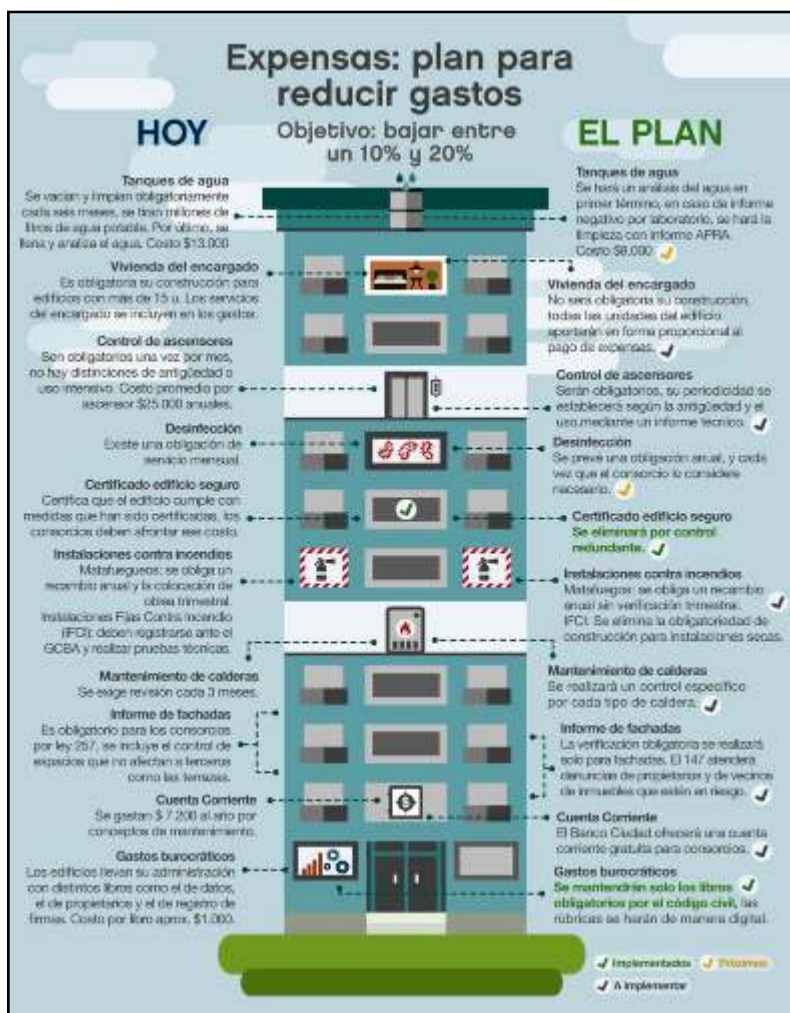 Expensas: plan para
reducir gastos
Objetivo: bajar entre
un 10% y 20%
HOY
Tanques de agua
Se vacían y limpian obligatoriamente
cada seis meses, se tiran millones de
litros de agua potable. Por último, se
llena y analiza el agua. Costo $13.000
Vivienda del encargado
Es obligatoria su construcción para
edificios con más de 15 u. Los servicios
del encargado se incluyen en los gastos.
Control de ascensores
Son obligatorios una vez por mes,
no hay distinciones de antigüedad o
uso intensivo. Costo promedio por
ascensor $25.000 anuales.
Desinfección
Existe una obligación de
servicio mensual.
Certificado edificio seguro
Certifica que el edificio cumple con
medidas que han sido certificadas, los
consorcios deben afrontar ese costo.
Instalaciones contra incendios
Matafuegueos: se obliga un
recambio anual y la colocación de
oblea trimestral.
Instalaciones Fijas Contra Incendio
(IFCI): deben registrarse ante el
GCBA y realizar pruebas técnicas.
Mantenimiento de calderas
Se exige revisión cada 3 meses.
Informe de fachadas
Es obligatorio para los consorcios
por ley 257, se incluye el control de
espacios que no afectan a terceros
como las terrazas.
Cuenta Corriente
Se gastan $ 7.200 al año por
conceptos de mantenimiento.
Gastos burocráticos
Los edificios llevan su administración
con distintos libros como el de datos,
el de propietarios y el de registro de
firmas. Costo por libro aprox. $1.000.
EL PLAN
Tanques de agua
Se hará un análisis del agua en
primer término, en caso de informe
negativo por laboratorio, se hará la
limpieza con informe APRA.
Costo $8.000
Vivienda del encargado
No será obligatoria su construcción,
todas las unidades del edificio
aportarán en forma proporcional al
pago de expensas.
Control de ascensores
Serán obligatorios, su periodicidad se
establecerá según la antigüedad y el
uso mediante un informe técnico.
Desinfección
Se prevé una obligación anual, y cada
vez que el consorcio lo considere
necesario.
Certificado edificio seguro
Se eliminará por control
redundante.
Instalaciones contra incendios
Matafuegos: se obliga un recambio
anual sin verificación trimestral.
IFCI: Se elimina la obligatoriedad de
construcción para instalaciones secas.
Mantenimiento de calderas
Se realizará un control específico
por cada tipo de caldera.
Informe de fachadas
La verificación obligatoria se realizará
solo para fachadas. El 147 atenderá
denuncias de propietarios y de vecinos
de inmuebles que estén en riesgo.
Cuenta Corriente
El Banco Ciudad ofrecerá una cuenta
corriente gratuita para consorcios.
Gastos burocráticos
Se mantendrán solo los libros
obligatorios por el código civil, las
rúbricas se harán de manera digital.
Implementados
Próximos
A implementar